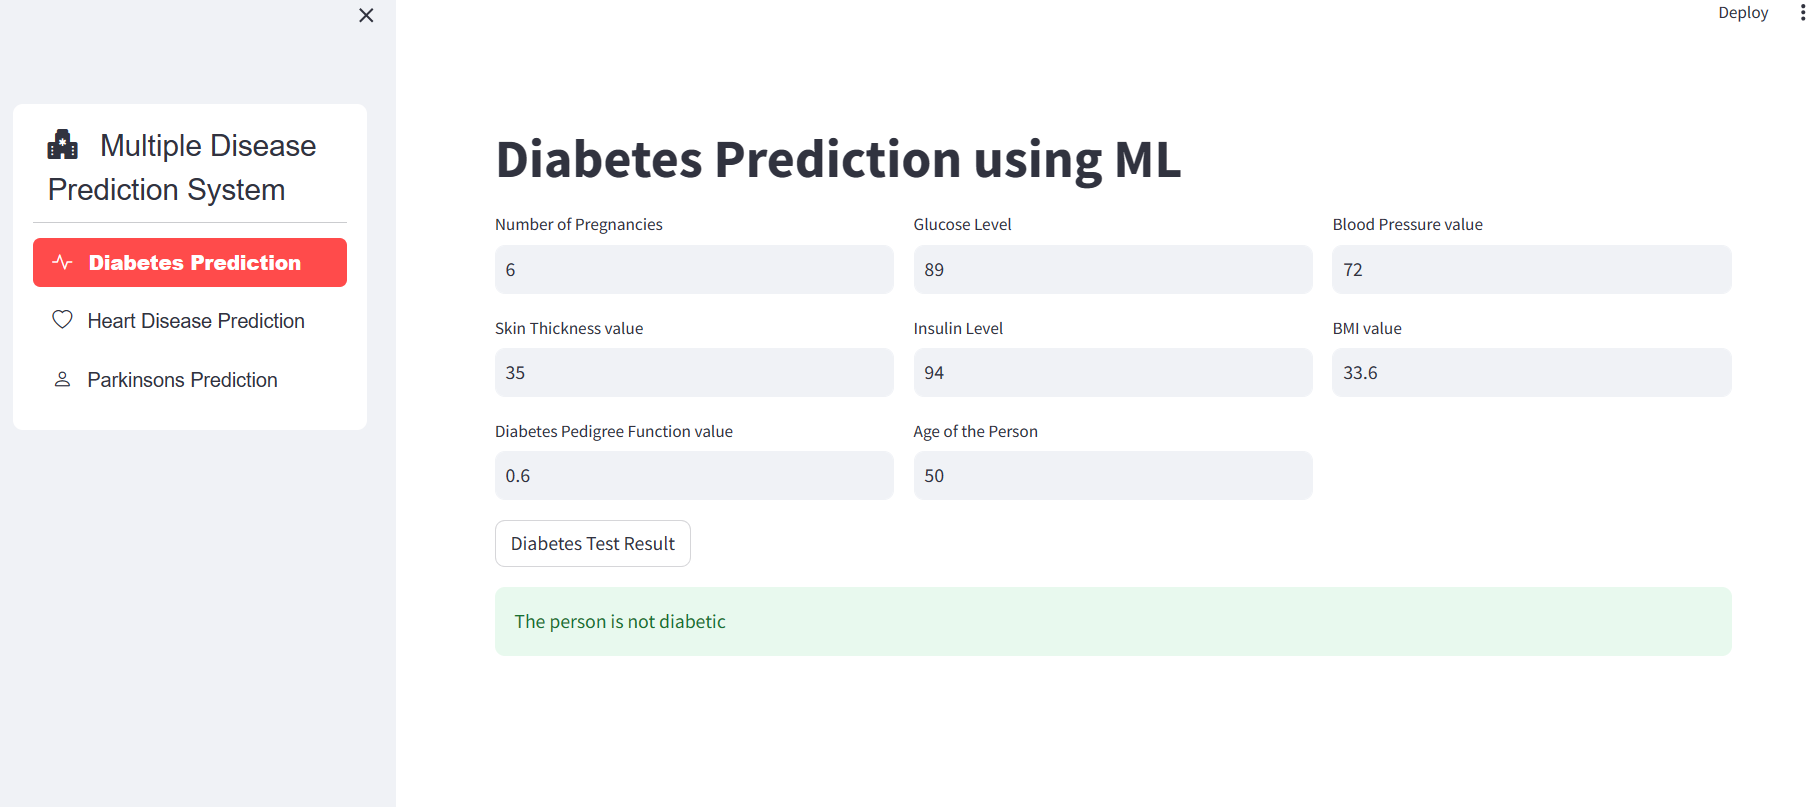 Deploy
Multiple Disease
Prediction System
Diabetes Prediction
Heart Disease Prediction
Parkinsons Prediction
Diabetes Prediction using ML
Number of Pregnancies
Glucose Level
Blood Pressure value
6
89
72
Skin Thickness value
Insulin Level
BMI value
35
94
33.6
Diabetes Pedigree Function value
Age of the Person
0.6
50
Diabetes Test Result
The person is not diabetic